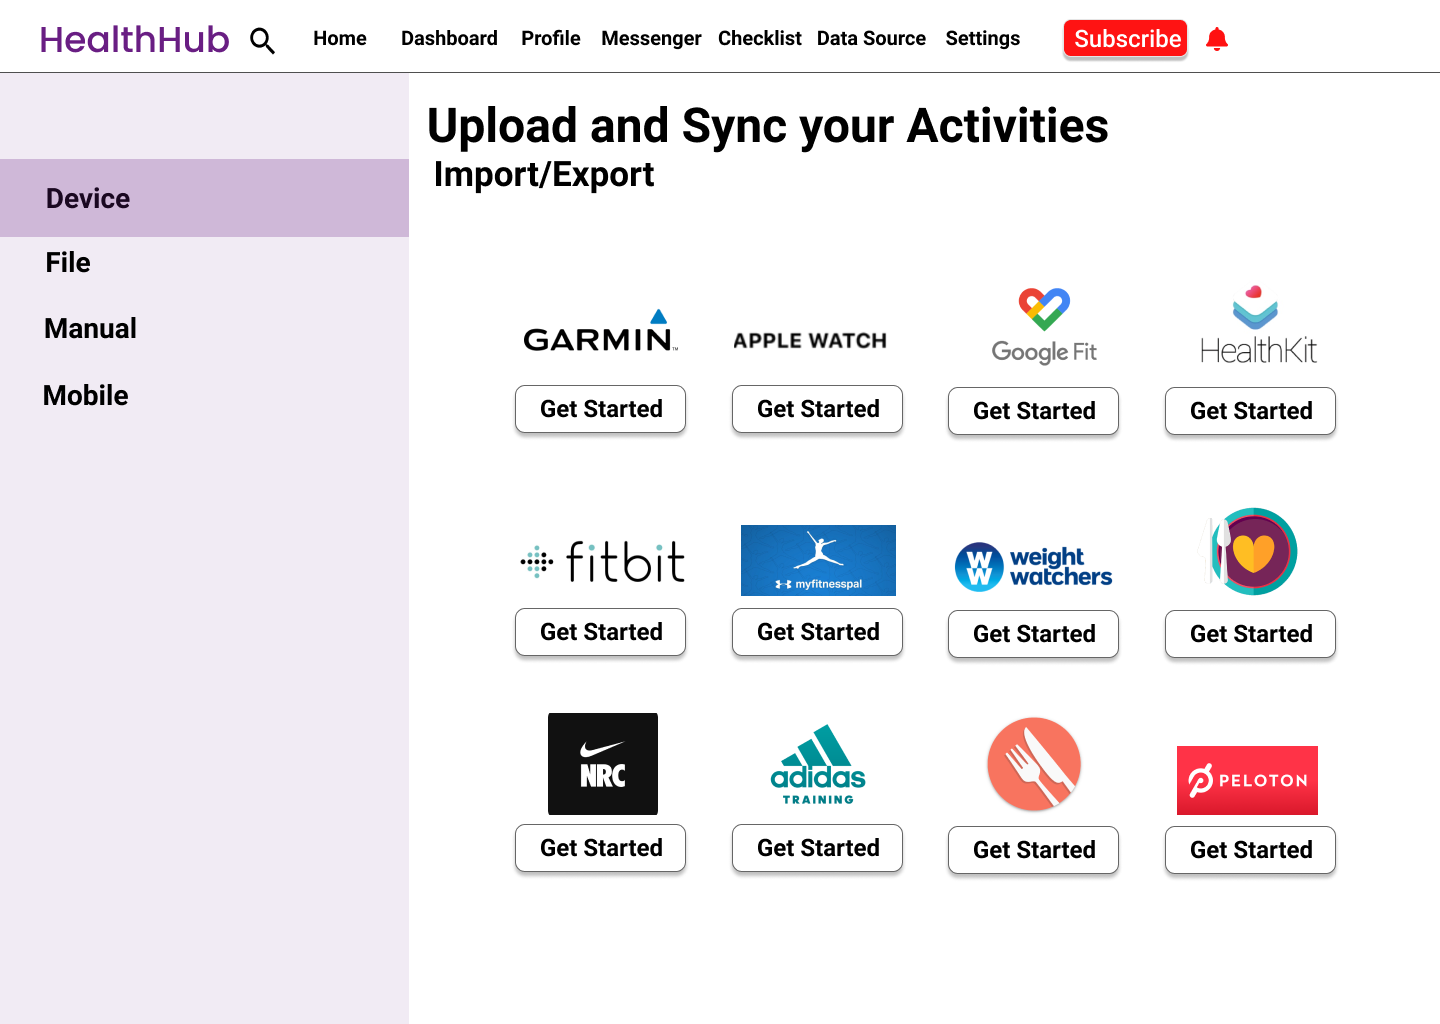 HealthHub Home Dashboard Profile Messenger Checklist Data Source Settings Subscribe
Upload and Sync your Activities
Import/Export
Device
File
Manual
Mobile
GARMIN™ APPLE WATCH Google Fit HealthKit
Get Started Get Started Get Started Get Started
fitbit myfitnesspal WW weight watchers
Get Started Get Started Get Started Get Started
NRC adidas TRAINING PELOTON
Get Started Get Started Get Started Get Started